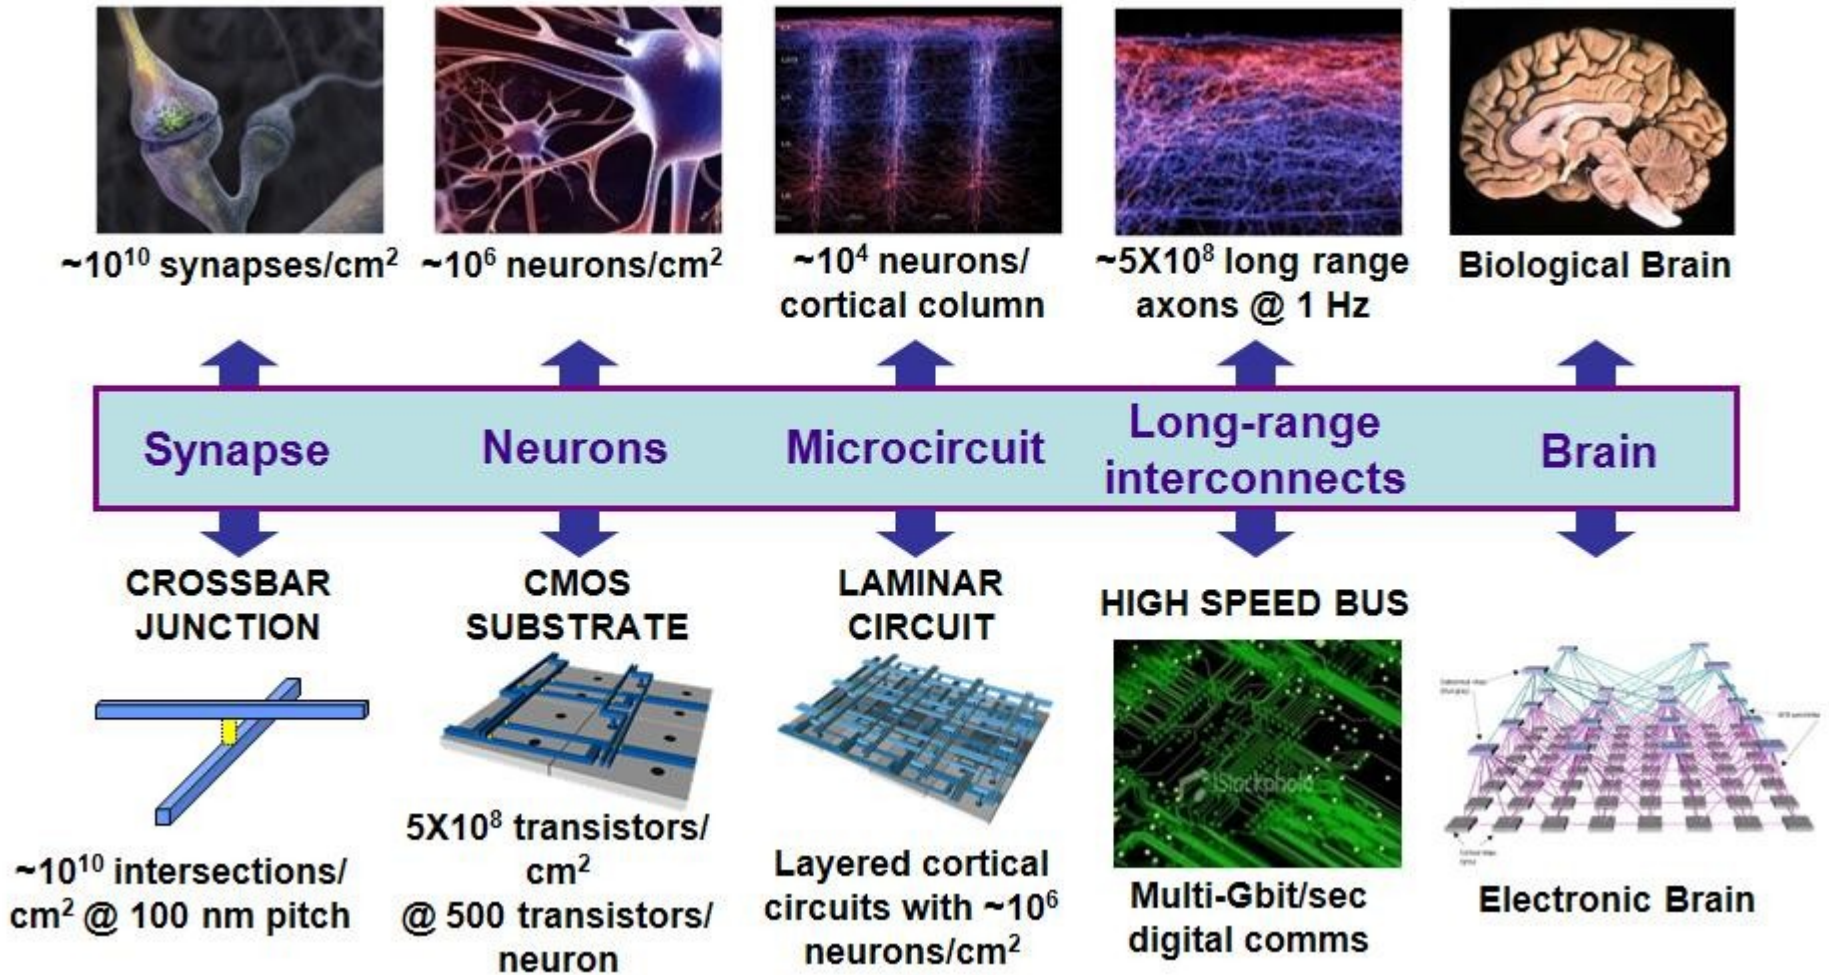 ~10¹⁰ synapses/cm²
~10⁶ neurons/cm²
~10⁴ neurons/
cortical column
~5X10⁸ long range
axons @ 1 Hz
Biological Brain
Synapse
Neurons
Microcircuit
Long-range
interconnects
Brain
CROSSBAR
JUNCTION
~10¹⁰ intersections/
cm² @ 100 nm pitch
CMOS
SUBSTRATE
5X10⁸ transistors/
cm²
@ 500 transistors/
neuron
LAMINAR
CIRCUIT
Layered cortical
circuits with ~10⁶
neurons/cm²
HIGH SPEED BUS
iStockphoto
Multi-Gbit/sec
digital comms
Electronic Brain